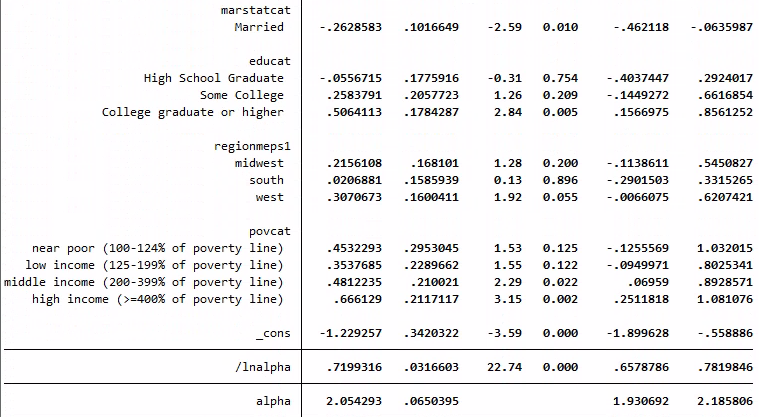 marstatcat
Married -.2628583 .1016649 -2.59 0.010 -.462118 -.0635987
educat
High School Graduate -.0556715 .1775916 -0.31 0.754 -.4037447 .2924017
Some College .2583791 .2057723 1.26 0.209 -.1449272 .6616854
College graduate or higher .5064113 .1784287 2.84 0.005 .1566975 .8561252
regionmeps1
midwest .2156108 .168101 1.28 0.200 -.1138611 .5450827
south .0206881 .1585939 0.13 0.896 -.2901503 .3315265
west .3070673 .1600411 1.92 0.055 -.0066075 .6207421
povcat
near poor (100-124% of poverty line) .4532293 .2953045 1.53 0.125 -.1255569 1.032015
low income (125-199% of poverty line) .3537685 .2289662 1.55 0.122 -.0949971 .8025341
middle income (200-399% of poverty line) .4812235 .210021 2.29 0.022 .06959 .8928571
high income (>=400% of poverty line) .666129 .2117117 3.15 0.002 .2511818 1.081076
_cons -1.229257 .3420322 -3.59 0.000 -1.899628 -.558886
/lnalpha .7199316 .0316603 22.74 0.000 .6578786 .7819846
alpha 2.054293 .0650395 1.930692 2.185806